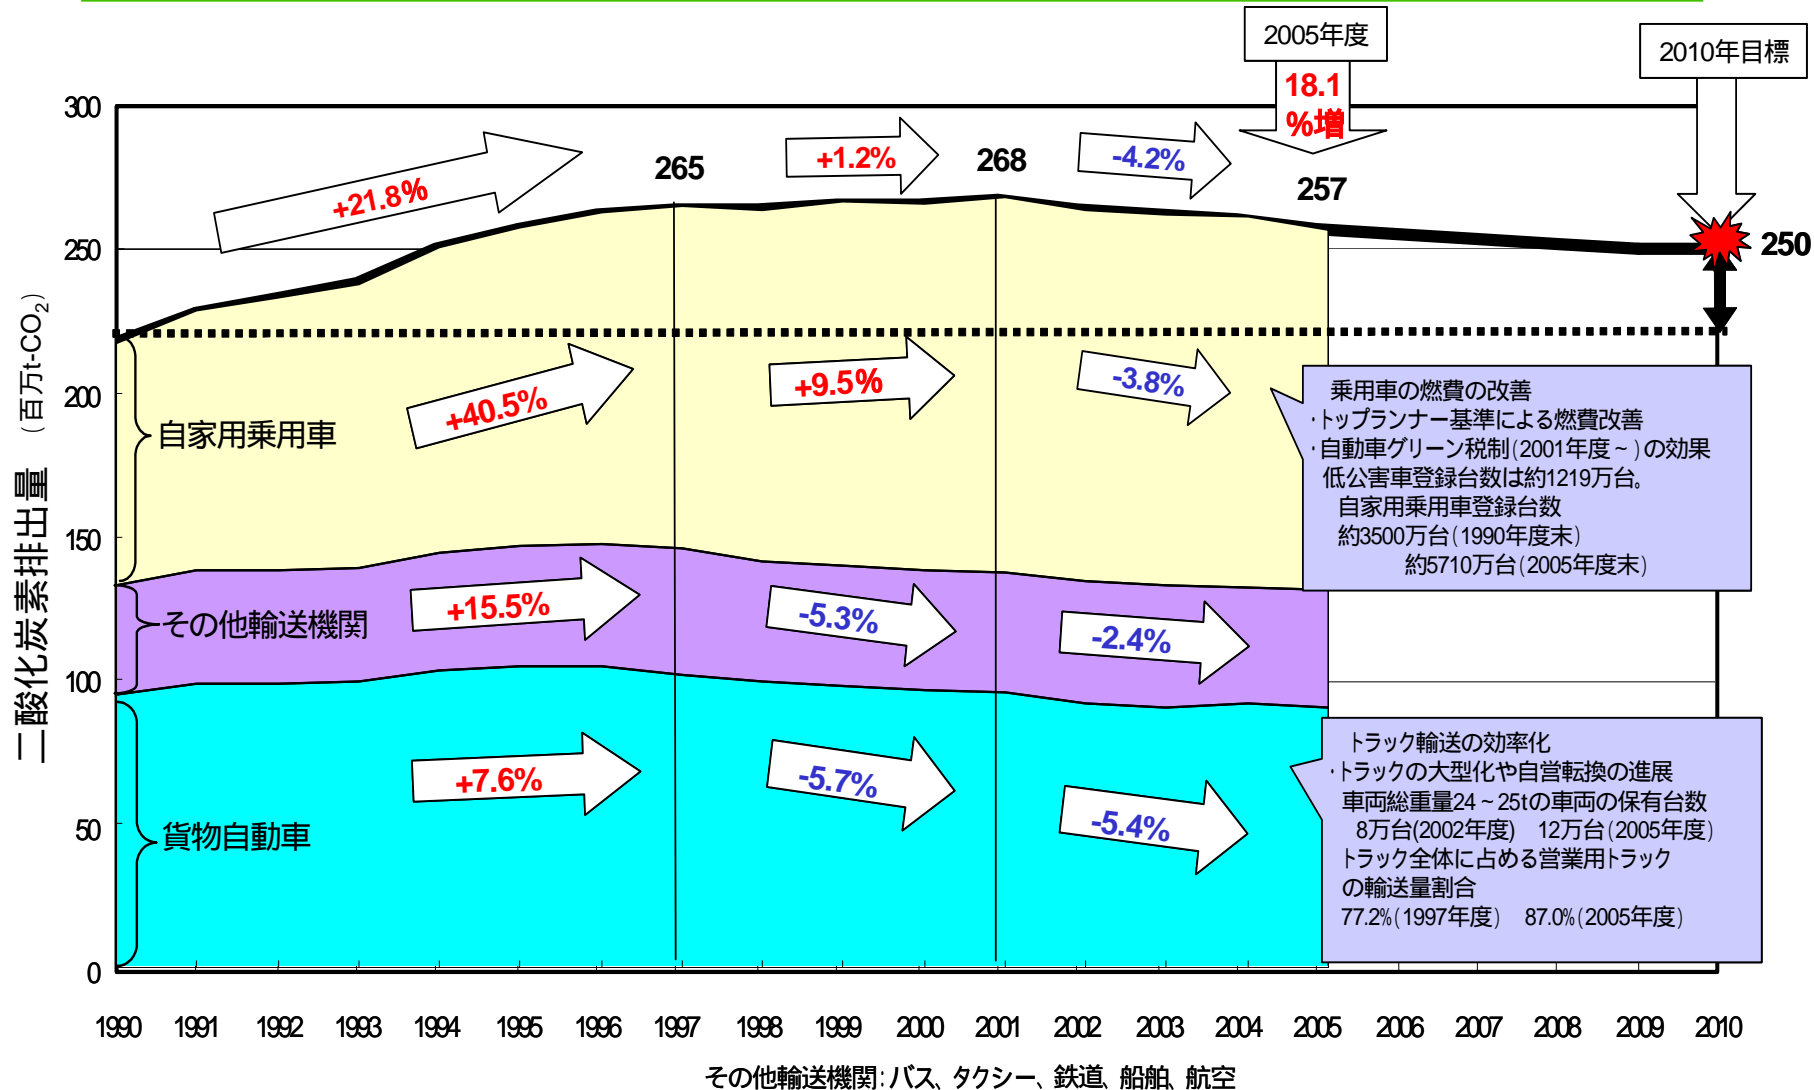 2005年度
2010年目標
18.1
%増
300
250
200
150
100
50
0
二酸化炭素排出量 (百万t-CO2)
+21.8%
265
+1.2%
268
-4.2%
257
250
自家用乗用車
+40.5%
+9.5%
-3.8%
乗用車の燃費の改善
・トップランナー基準による燃費改善
・自動車グリーン税制(2001年度～)の効果
低公害車登録台数は約1219万台。
自家用乗用車登録台数
約3500万台(1990年度末)
約5710万台(2005年度末)
その他輸送機関
+15.5%
-5.3%
-2.4%
貨物自動車
+7.6%
-5.7%
-5.4%
トラック輸送の効率化
・トラックの大型化や自営転換の進展
車両総重量24～25tの車両の保有台数
8万台(2002年度) 12万台(2005年度)
トラック全体に占める営業用トラック
の輸送量割合
77.2%(1997年度) 87.0%(2005年度)
1990 1991 1992 1993 1994 1995 1996 1997 1998 1999 2000 2001 2002 2003 2004 2005 2006 2007 2008 2009 2010
その他輸送機関:バス、タクシー、鉄道、船舶、航空